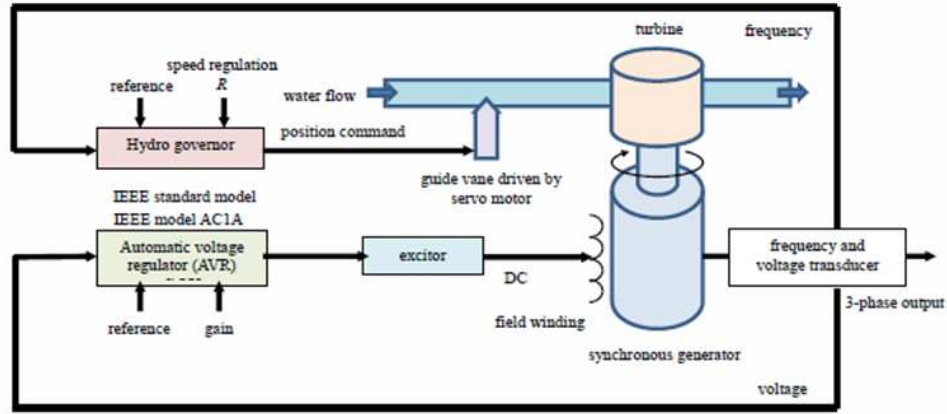 turbine
frequency
speed regulation
reference
R
water flow
position command
Hydro governor
guide vane driven by
servo motor
IEEE standard model
IEEE model AC1A
Automatic voltage
regulator (AVR)
excitor
frequency and
voltage transducer
DC
3-phase output
reference
gain
field winding
synchronous generator
voltage